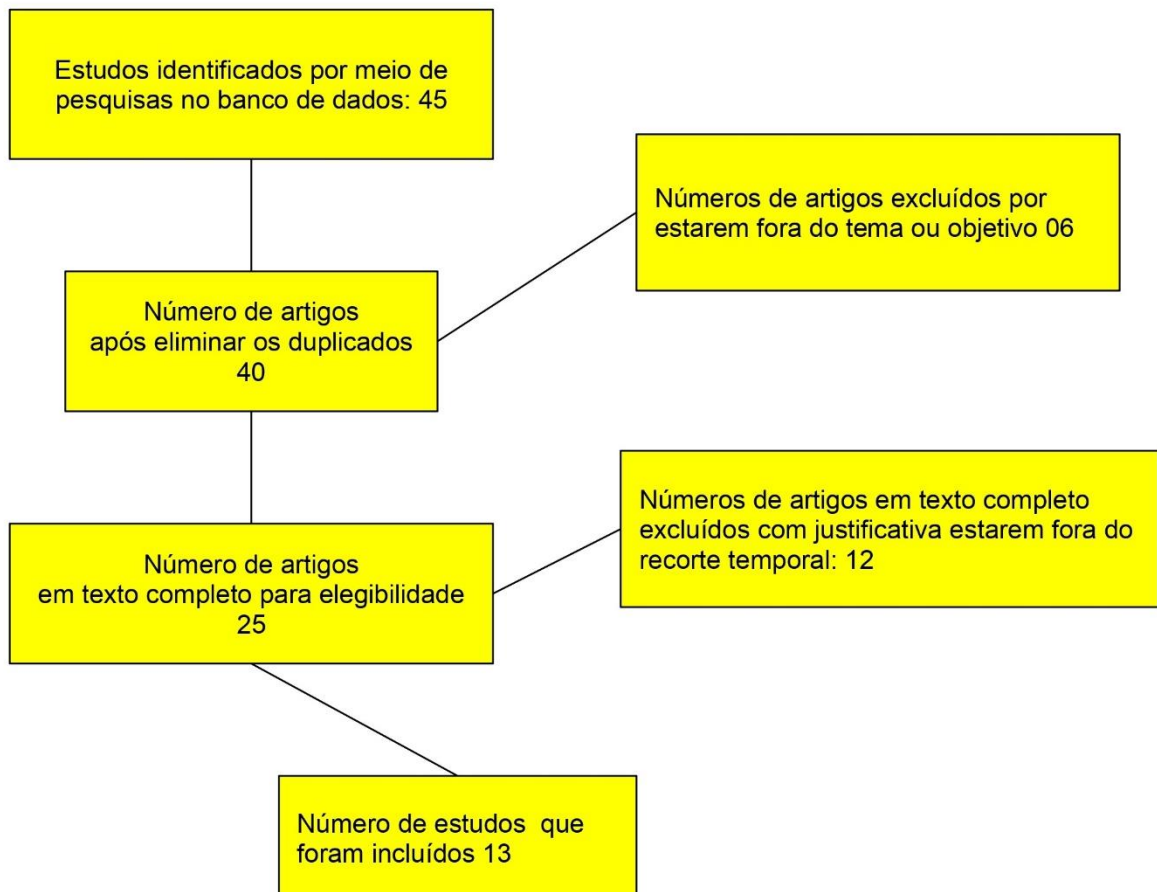 Estudos identificados por meio de
pesquisas no banco de dados: 45
Números de artigos excluídos por
estarem fora do tema ou objetivo 06
Número de artigos
após eliminar os duplicados
40
Números de artigos em texto completo
excluídos com justificativa estarem fora do
recorte temporal: 12
Número de artigos
em texto completo para elegibilidade
25
Número de estudos  que
foram incluídos 13